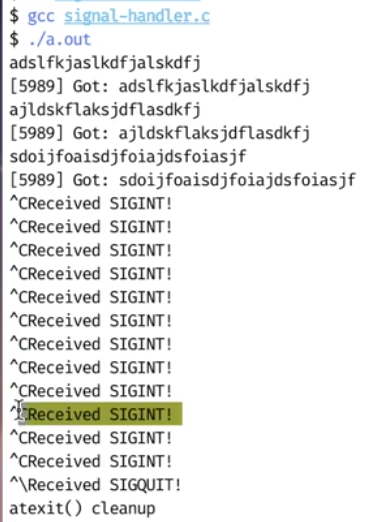 $ gcc signal-handler.c
$ ./a.out
adslfkjaslkdfjalskdfj
[5989] Got: adslfkjaslkdfjalskdfj
ajldskflaksjdflasdkfj
[5989] Got: ajldskflaksjdflasdkfj
sdoijfoaisdjfoiajdsfoiasjf
[5989] Got: sdoijfoaisdjfoiajdsfoiasjf
^CReceived SIGINT!
^CReceived SIGINT!
^CReceived SIGINT!
^CReceived SIGINT!
^CReceived SIGINT!
^CReceived SIGINT!
^CReceived SIGINT!
^CReceived SIGINT!
^CReceived SIGINT!
^CReceived SIGINT!
^CReceived SIGINT!
^CReceived SIGINT!
^\Received SIGQUIT!
atexit() cleanup